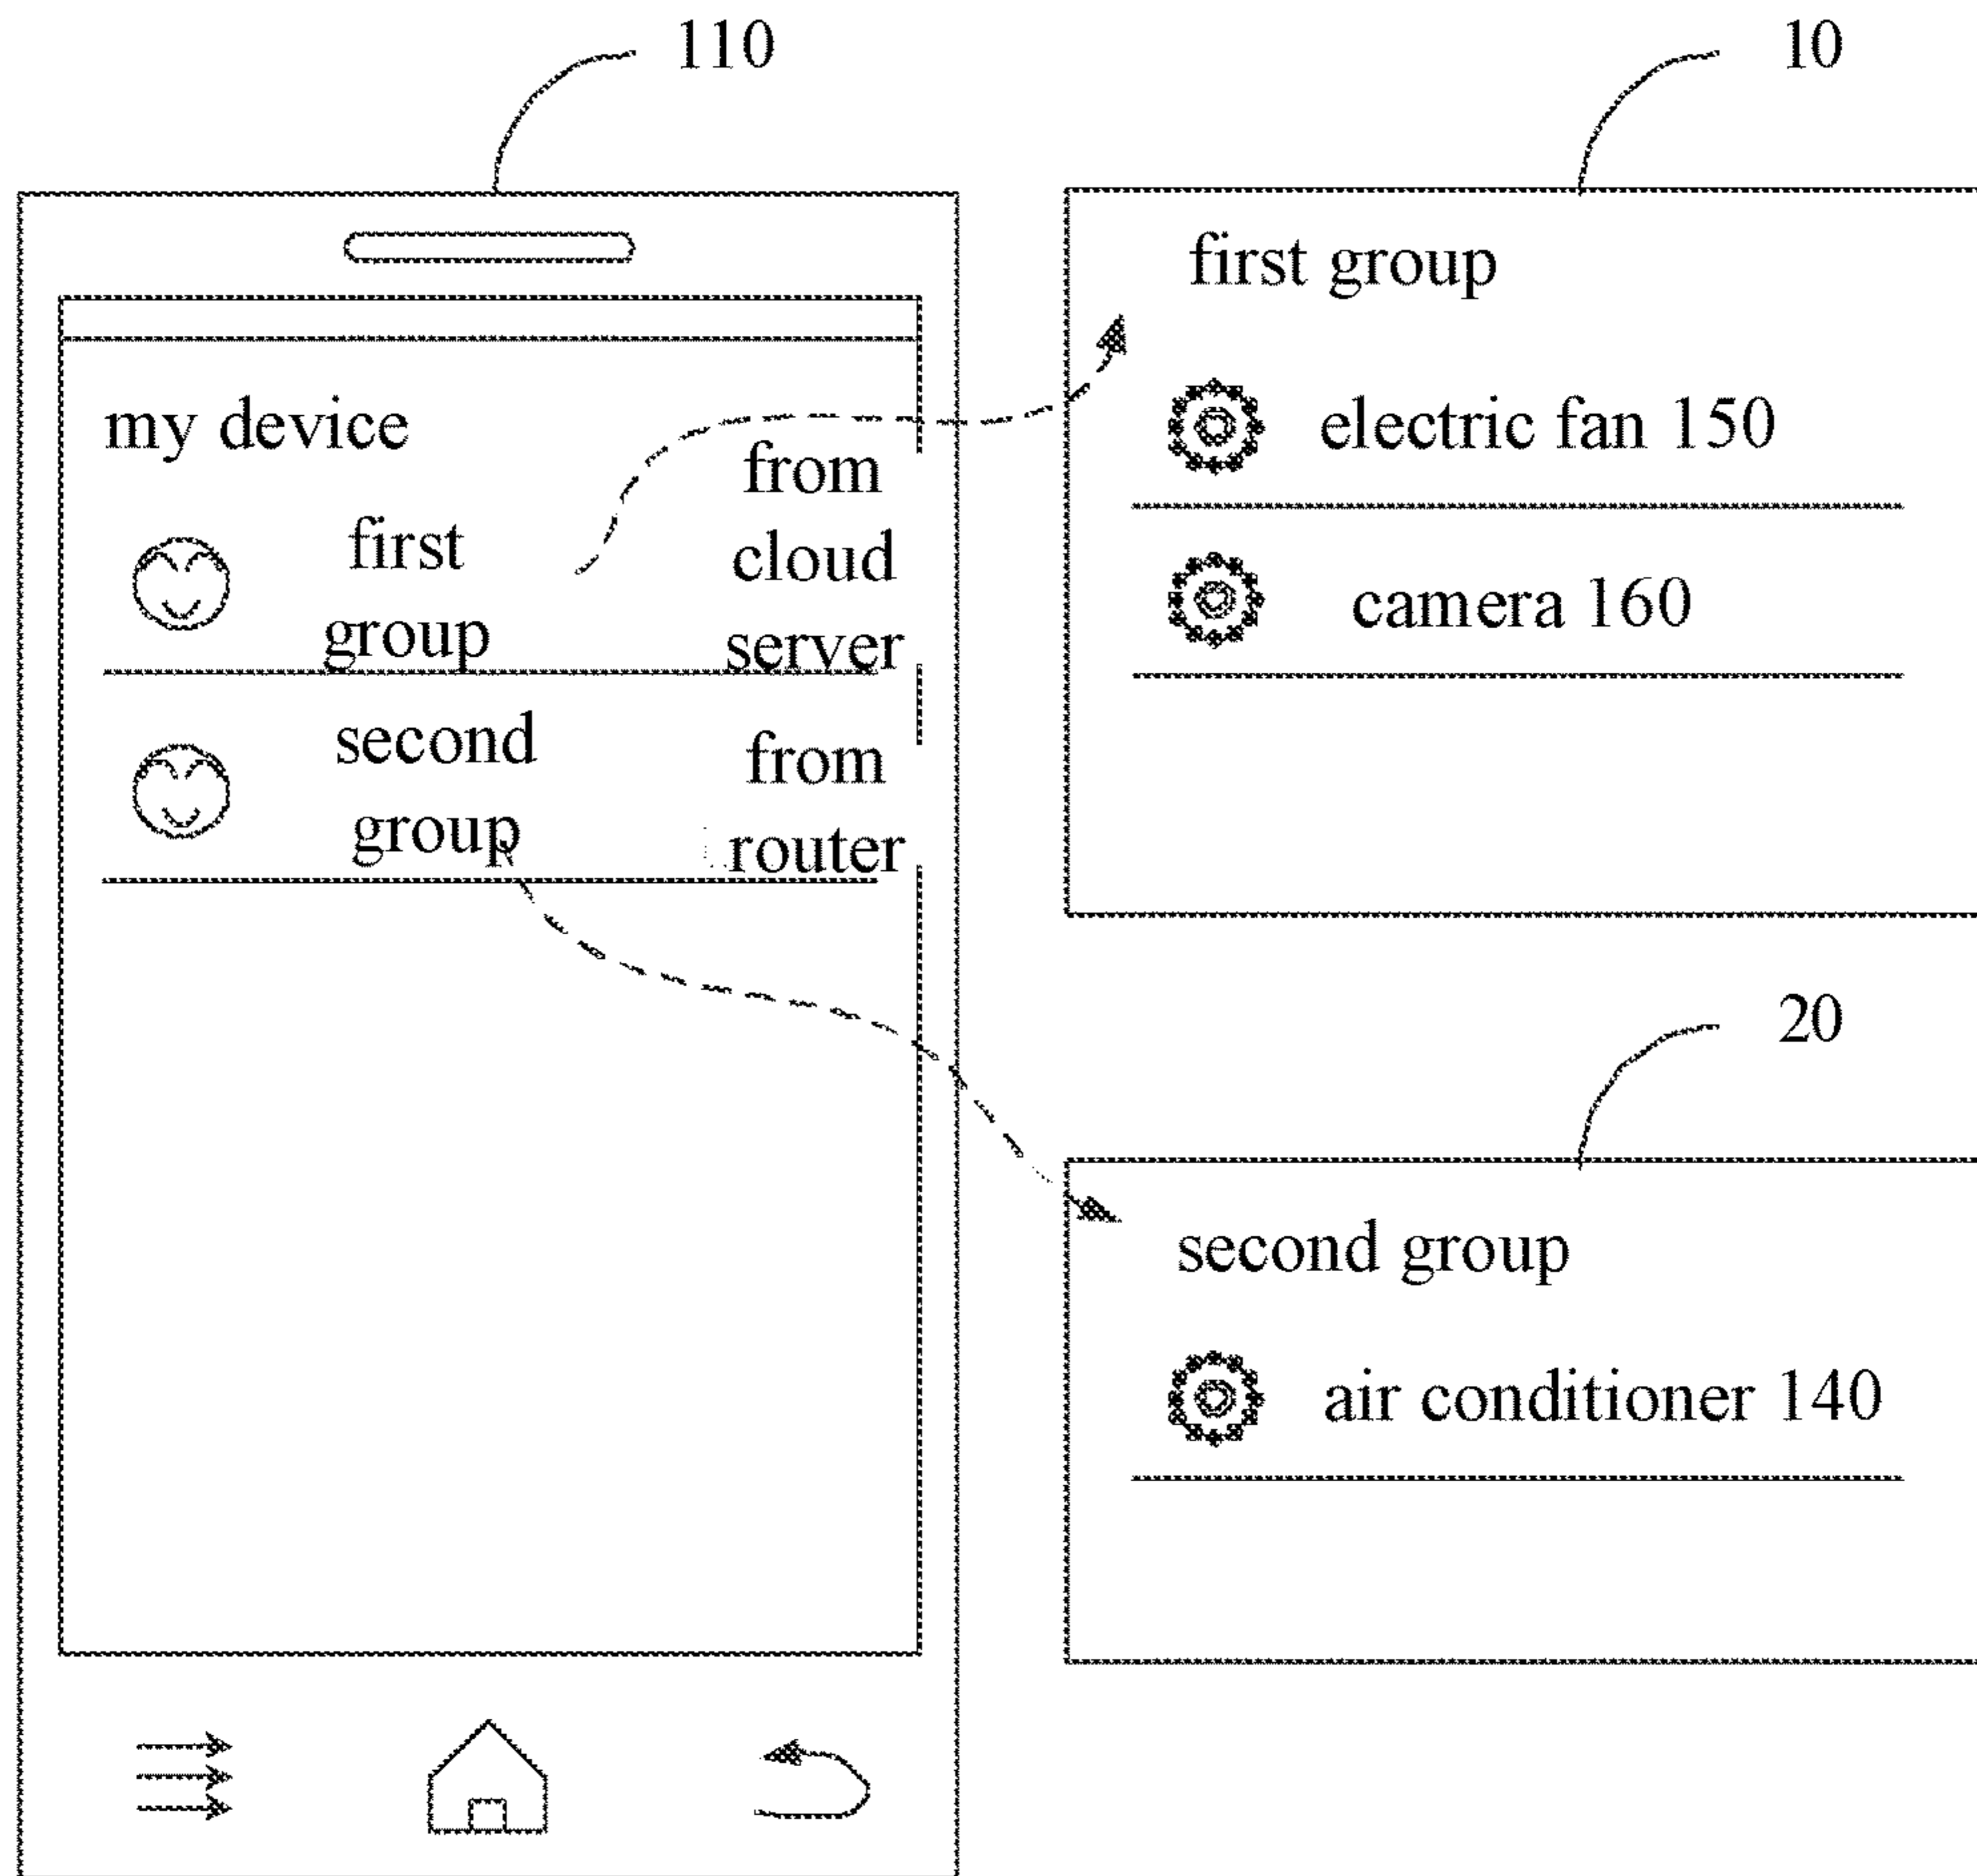 110
10
my device
first
group
from
cloud
server
second
group
from
router
first group
electric fan 150
camera 160
20
second group
air conditioner 140